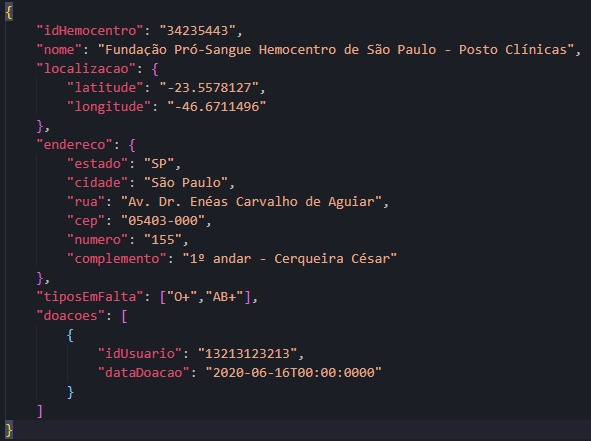 {
"idHemocentro": "34235443",
"nome": "Fundação Pró-Sangue Hemocentro de São Paulo - Posto Clínicas",
"localizacao": {
"latitude": "-23.5578127",
"longitude": "-46.6711496"
},
"endereco": {
"estado": "SP",
"cidade": "São Paulo",
"rua": "Av. Dr. Enéas Carvalho de Aguiar",
"cep": "05403-000",
"numero": "155",
"complemento": "1º andar - Cerqueira César"
},
"tiposEmFalta": ["O+","AB+"],
"doacoes": [
{
"idUsuario": "13213123213",
"dataDoacao": "2020-06-16T00:00:0000"
}
]
}